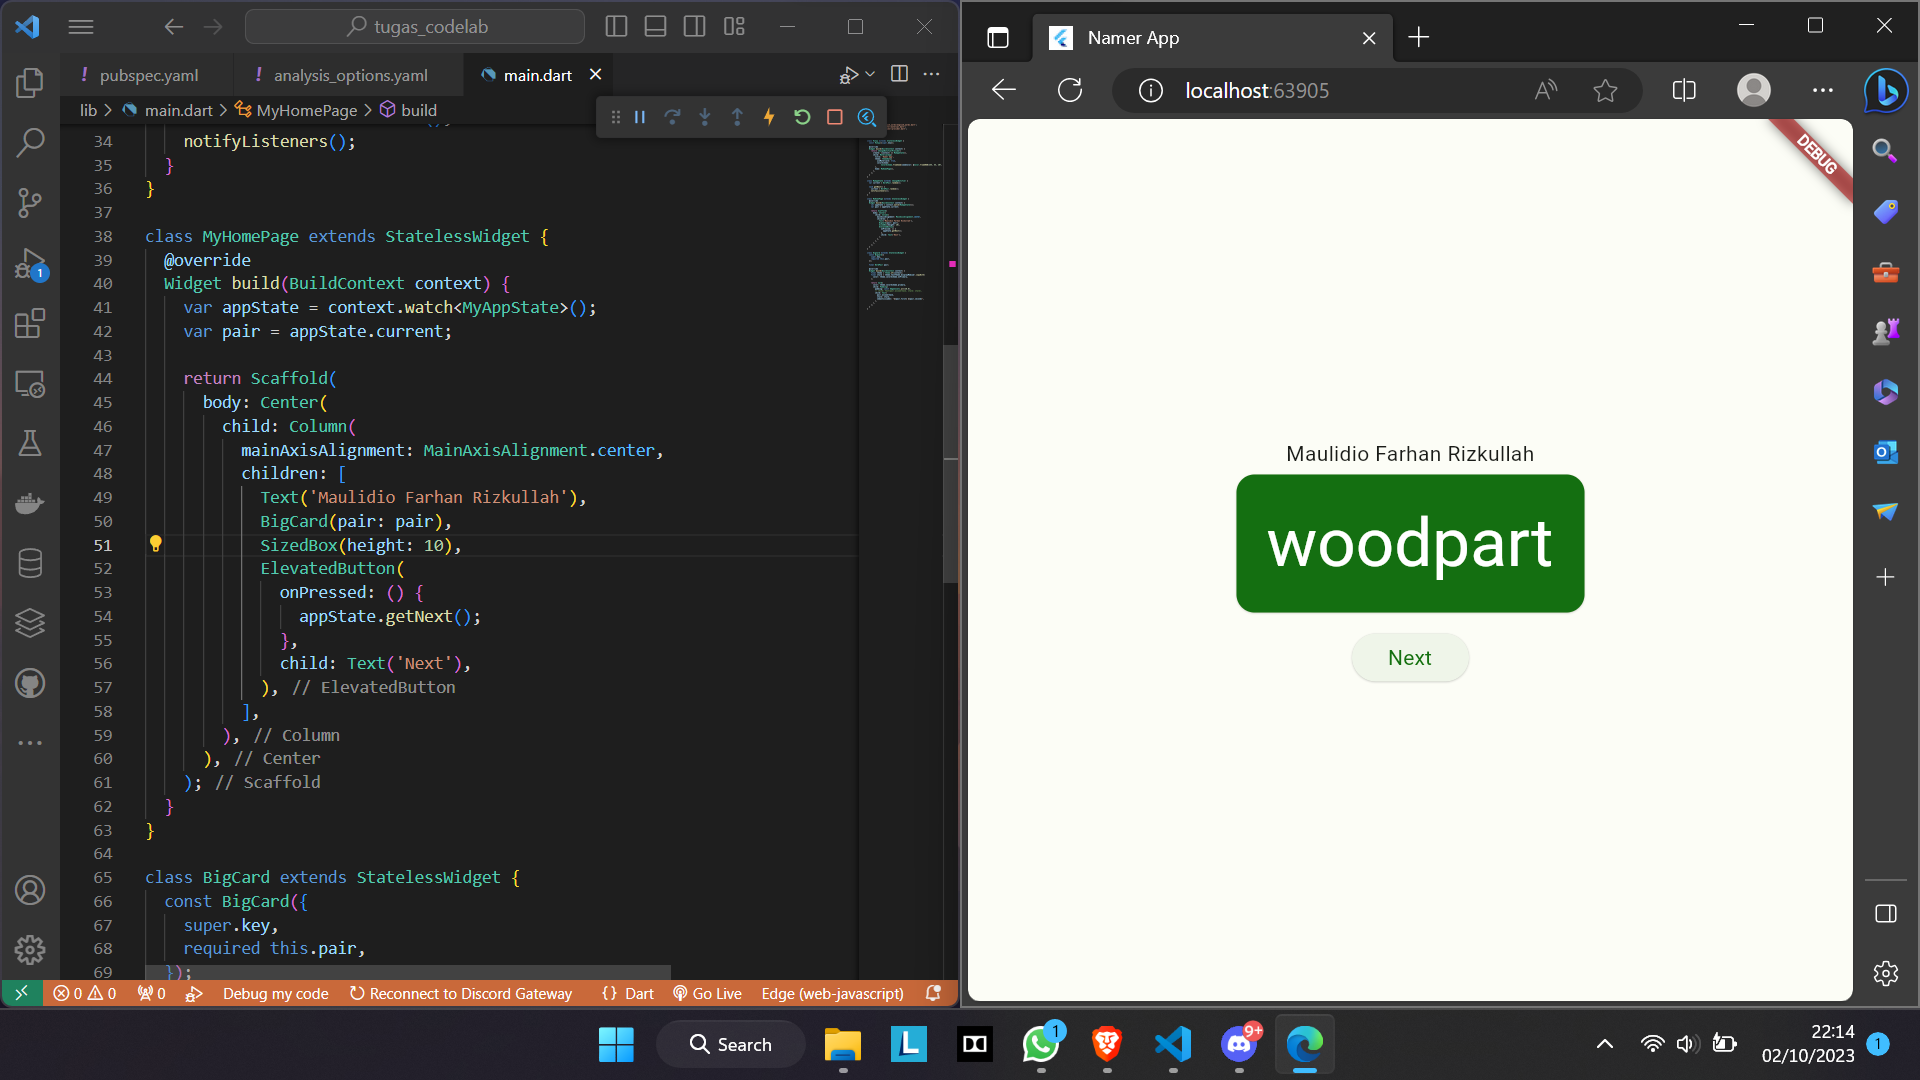 tugas_codelab
! pubspec.yaml
! analysis_options.yaml
main.dart
lib > main.dart > MyHomePage > build
34 notifyListeners();
35 }
36 }
37
38 class MyHomePage extends StatelessWidget {
39 @override
40 Widget build(BuildContext context) {
41 var appState = context.watch<MyAppState>();
42 var pair = appState.current;
43
44 return Scaffold(
45 body: Center(
46 child: Column(
47 mainAxisAlignment: MainAxisAlignment.center,
48 children: [
49 Text('Maulidio Farhan Rizkullah'),
50 BigCard(pair: pair),
51 SizedBox(height: 10),
52 ElevatedButton(
53 onPressed: () {
54 appState.getNext();
55 },
56 child: Text('Next'),
57 ), // ElevatedButton
58 ],
59 ), // Column
60 ), // Center
61 ); // Scaffold
62 }
63 }
64
65 class BigCard extends StatelessWidget {
66 const BigCard({
67 super.key,
68 required this.pair,
69 });
1
0 0 0 Debug my code Reconnect to Discord Gateway {} Dart Go Live Edge (web-javascript)
Namer App
localhost:63905
DEBUG
Maulidio Farhan Rizkullah
woodpart
Next
Search
L
1
9+
22:14
02/10/2023
1